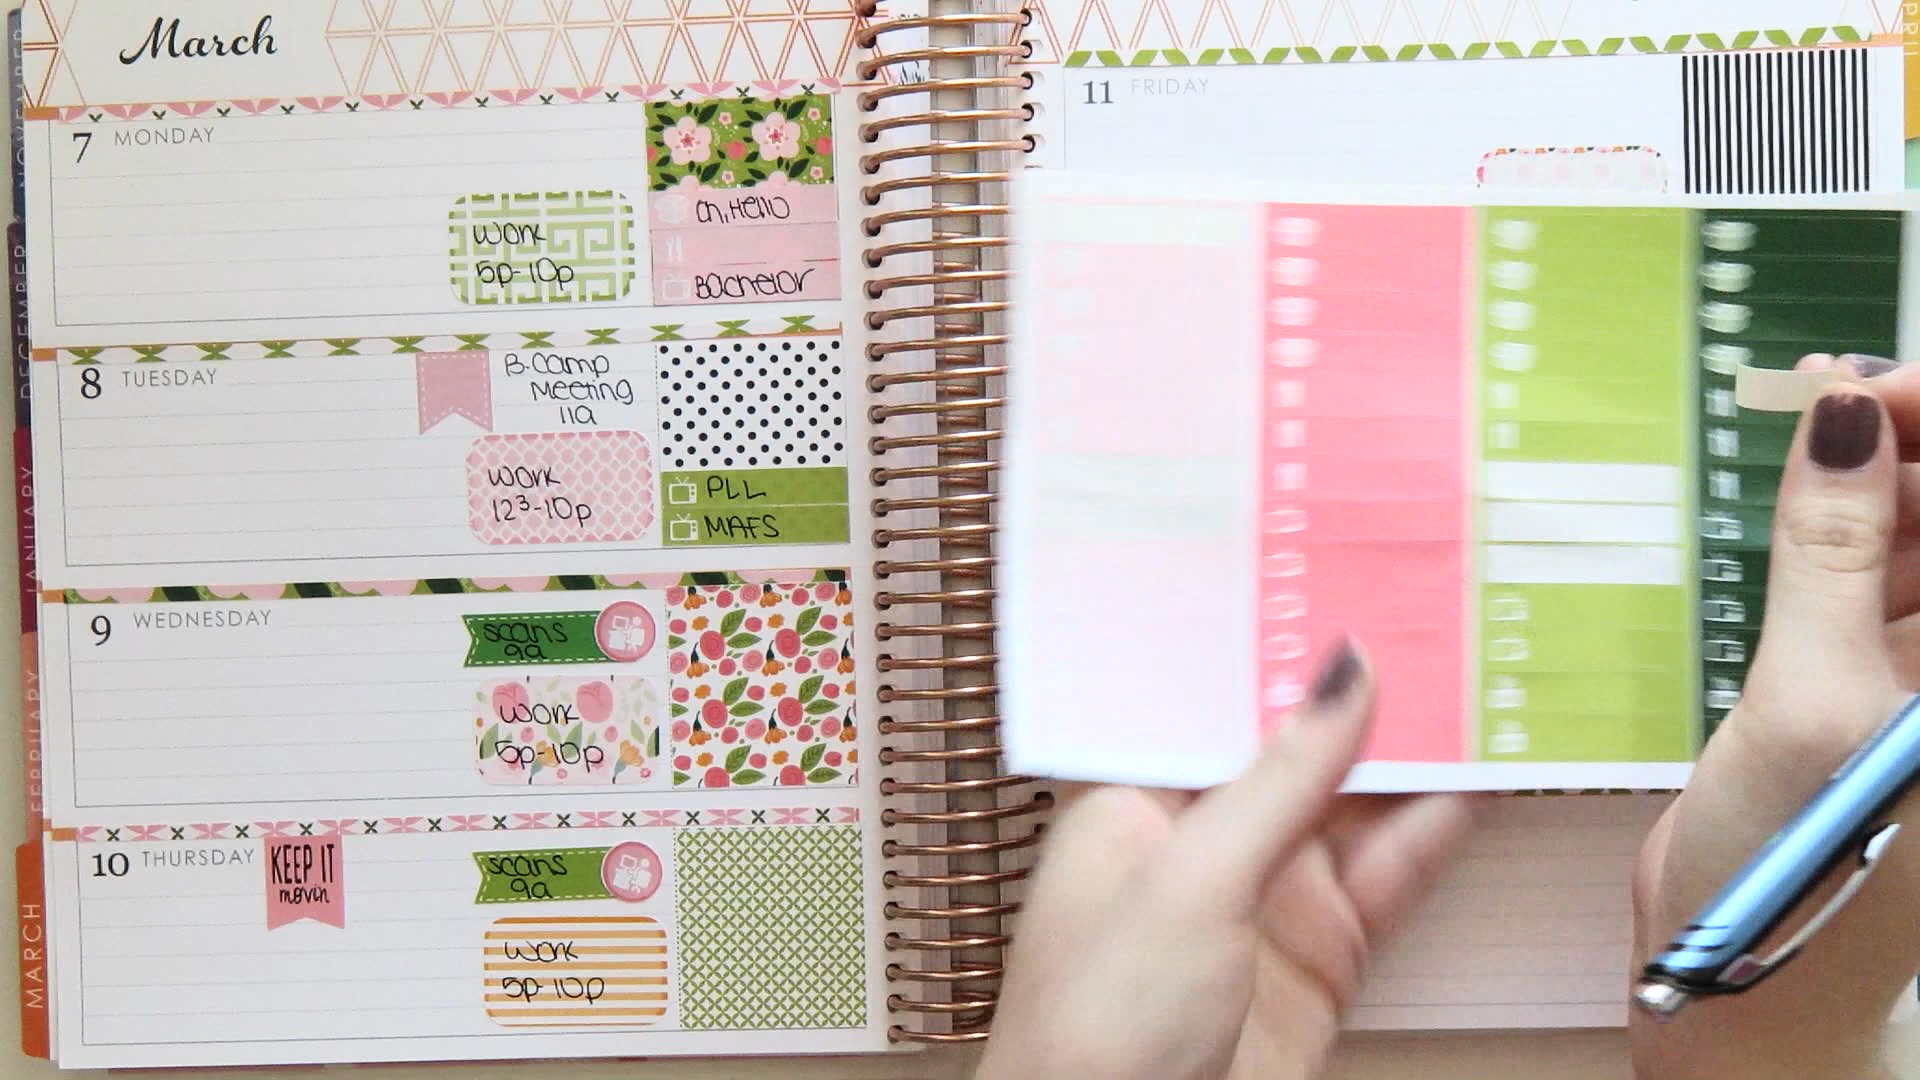 March
7 MONDAY
Work
5p-10p
Oh, Hello
Bachelor
8 TUESDAY
B-Camp
Meeting
11a
Work
12³-10p
PLL
MAFS
9 WEDNESDAY
scans
9a
Work
5p-10p
10 THURSDAY
KEEP IT
movin
scans
9a
Work
5p-10p
11 FRIDAY
NOVEMBER
DECEMBER
JANUARY
FEBRUARY
MARCH